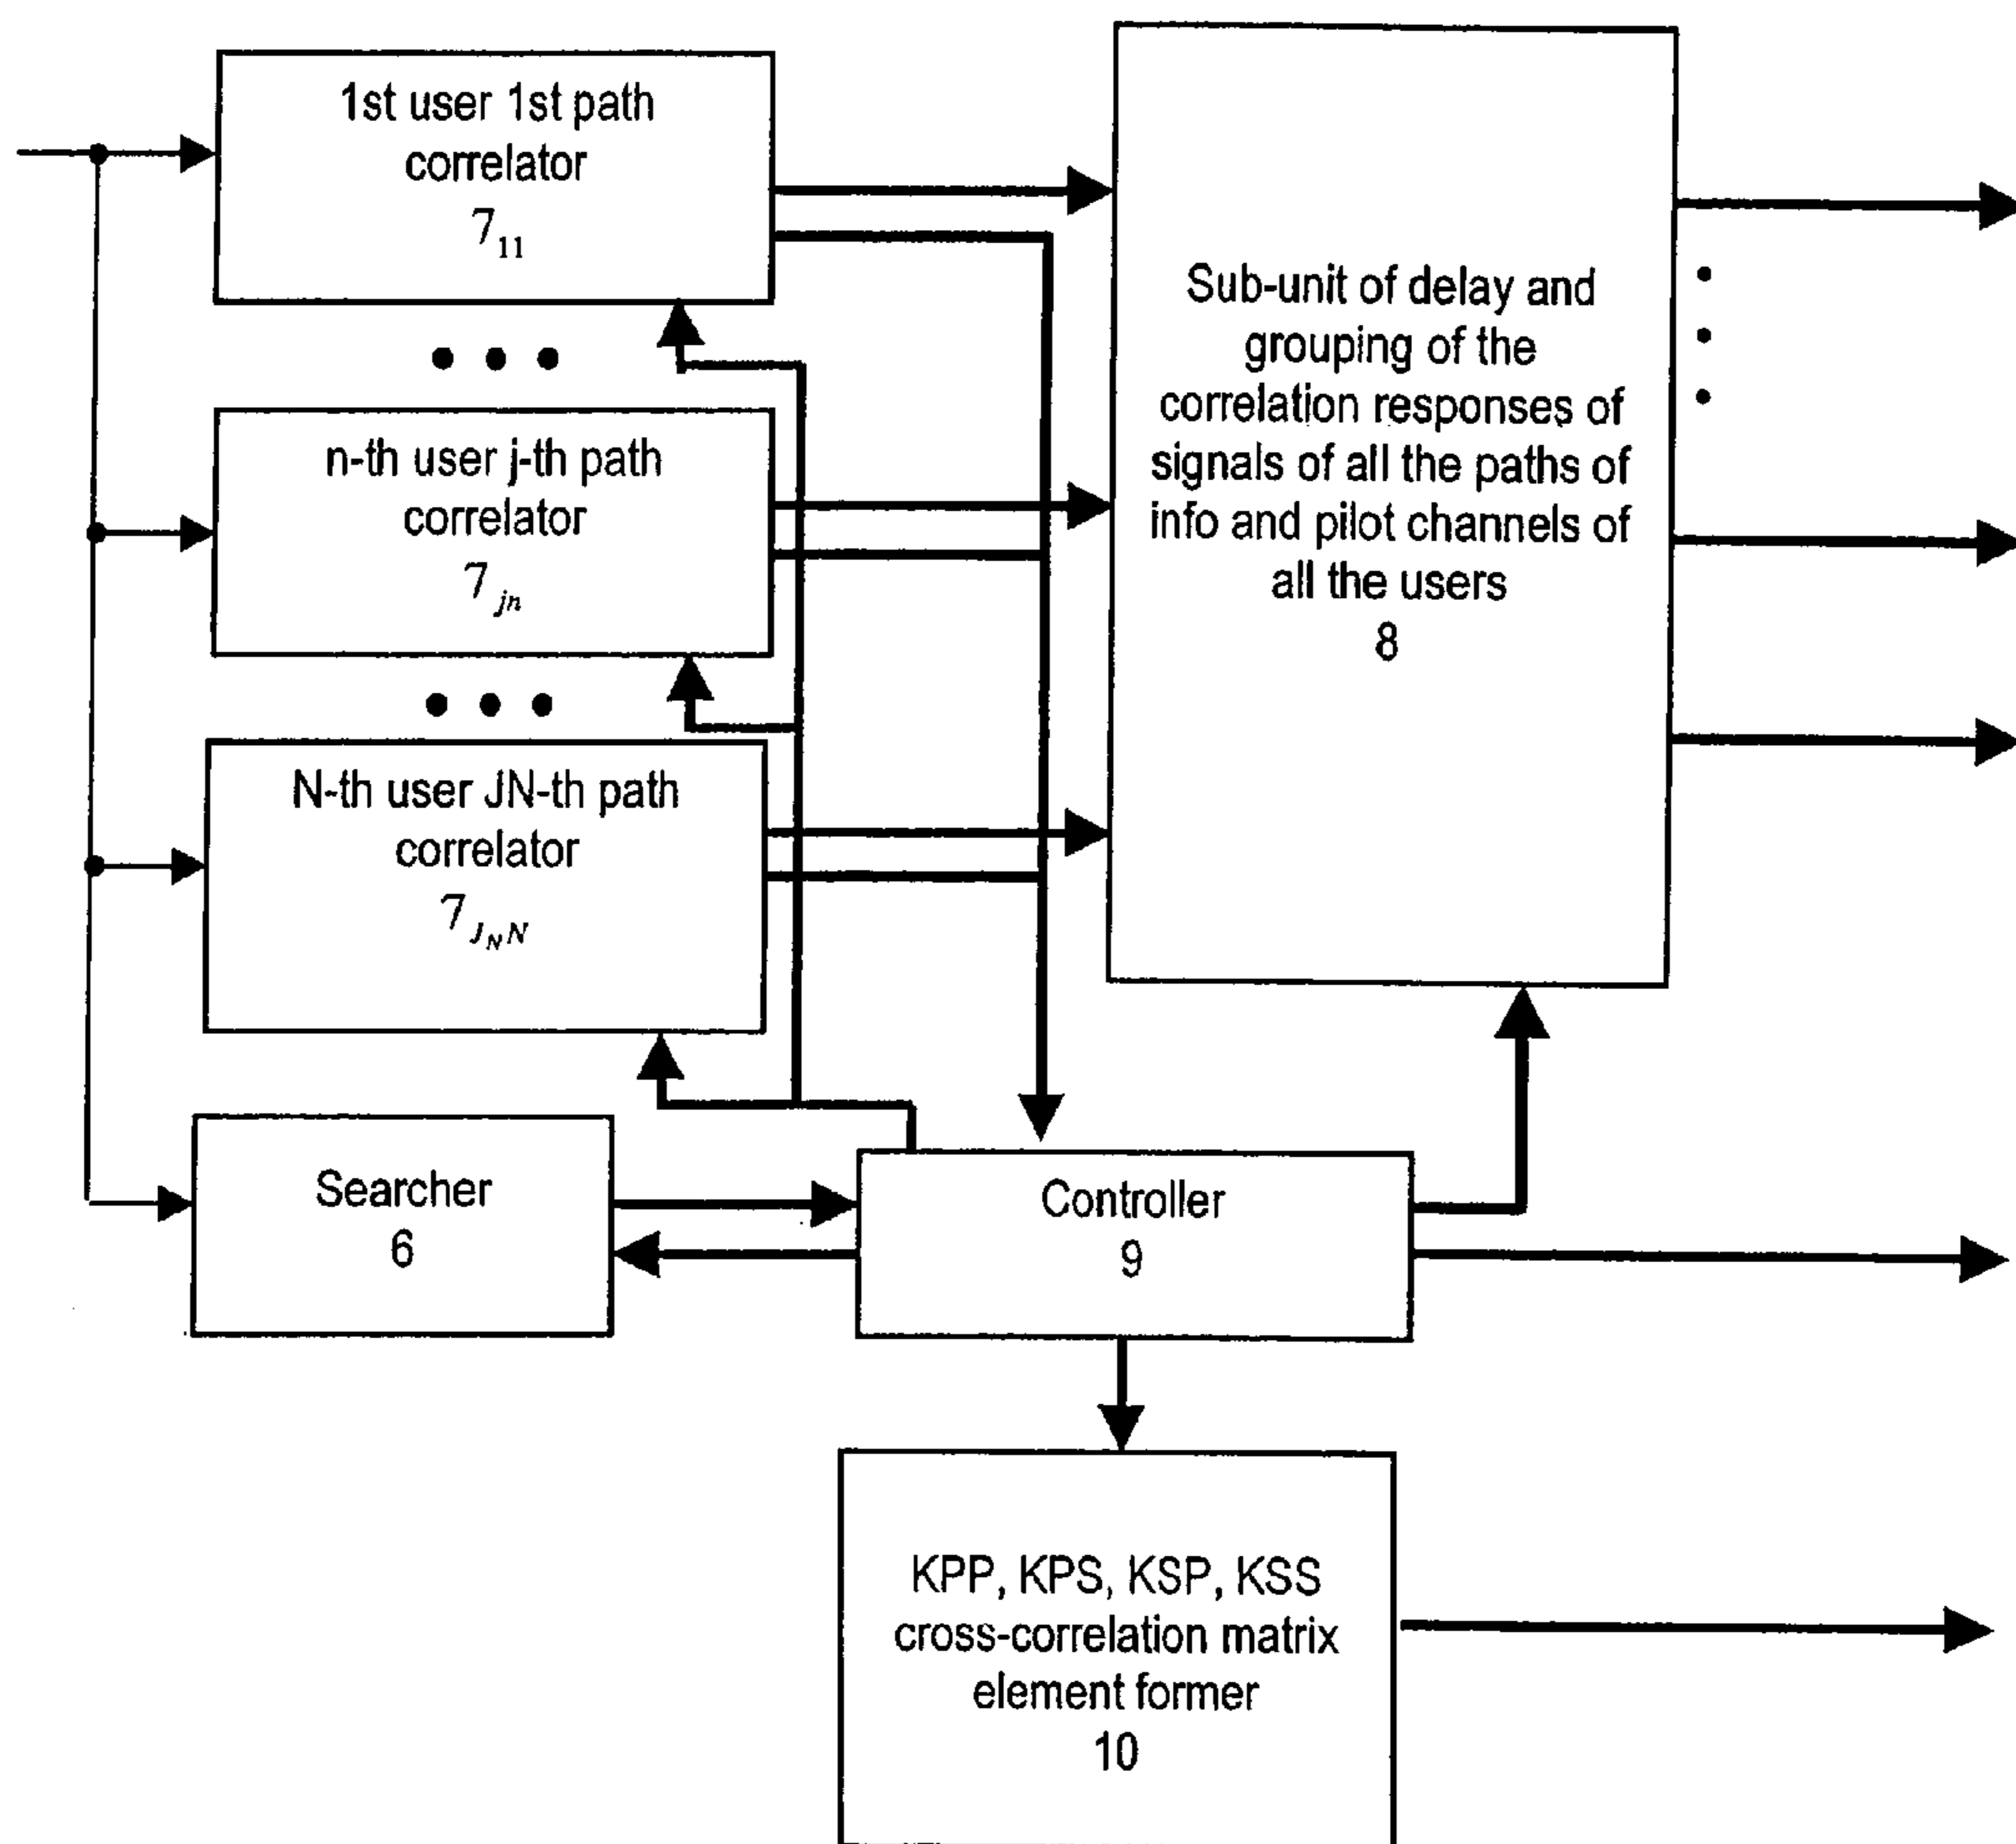 1st user 1st path
correlator
7₁₁
n-th user j-th path
correlator
7ⱼₙ
N-th user JN-th path
correlator
7_{J_N N}
Sub-unit of delay and
grouping of the
correlation responses of
signals of all the paths of
info and pilot channels of
all the users
8
Searcher
6
Controller
9
KPP, KPS, KSP, KSS
cross-correlation matrix
element former
10